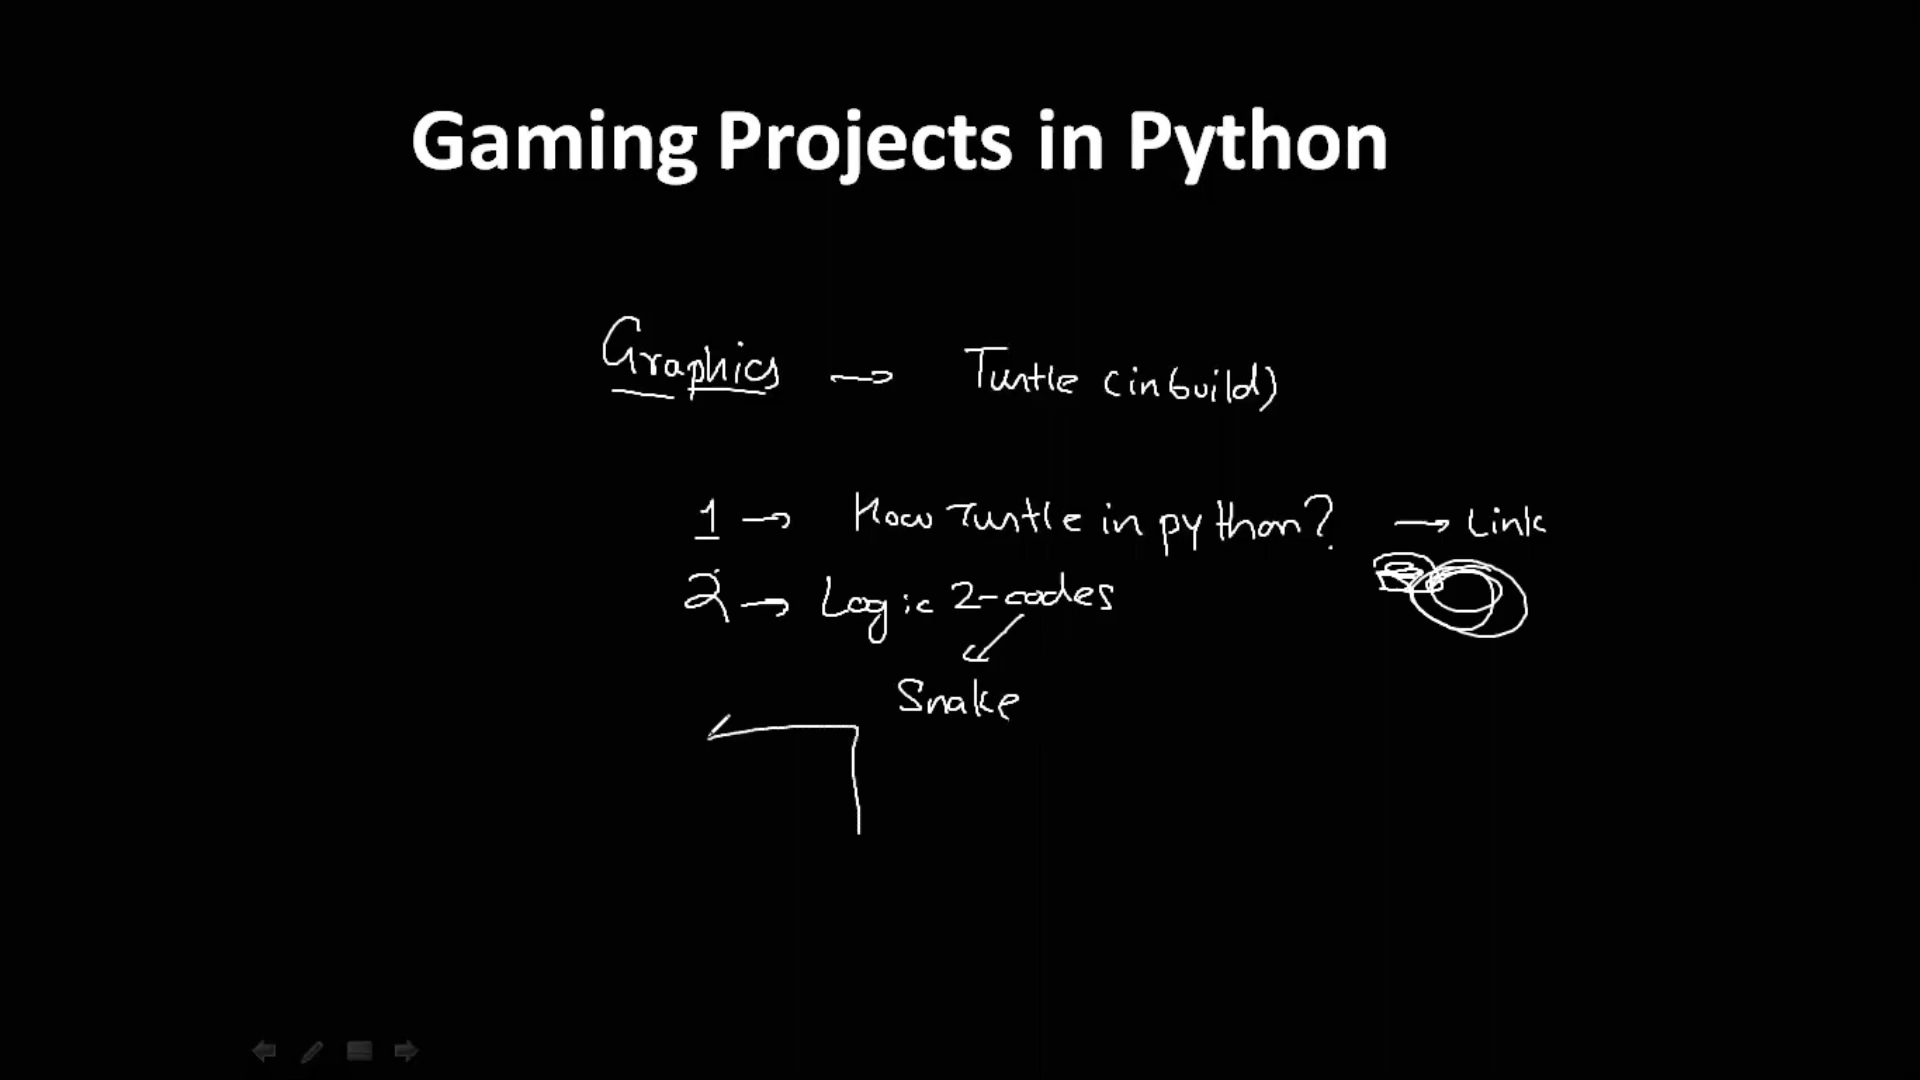 Gaming Projects in Python
Graphics → Turtle (inbuild)
1 → How Turtle in python? → Link
2 → Logic 2-codes
Snake